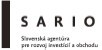 SARIO
Slovenská agentúra
pre rozvoj investícií a obchodu